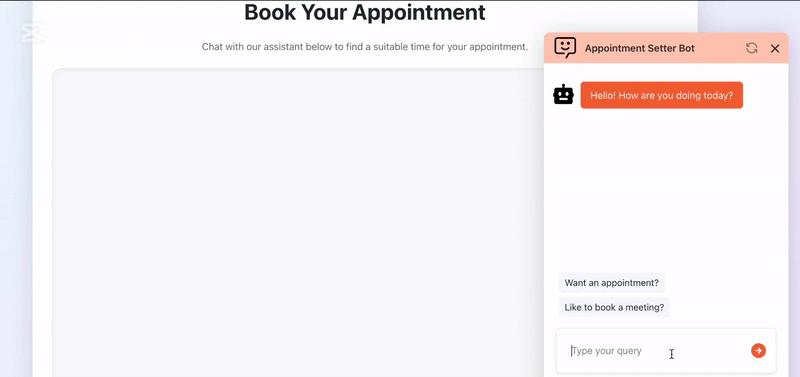 Book Your Appointment
Chat with our assistant below to find a suitable time for your appointment.
Appointment Setter Bot
Hello! How are you doing today?
Want an appointment?
Like to book a meeting?
Type your query